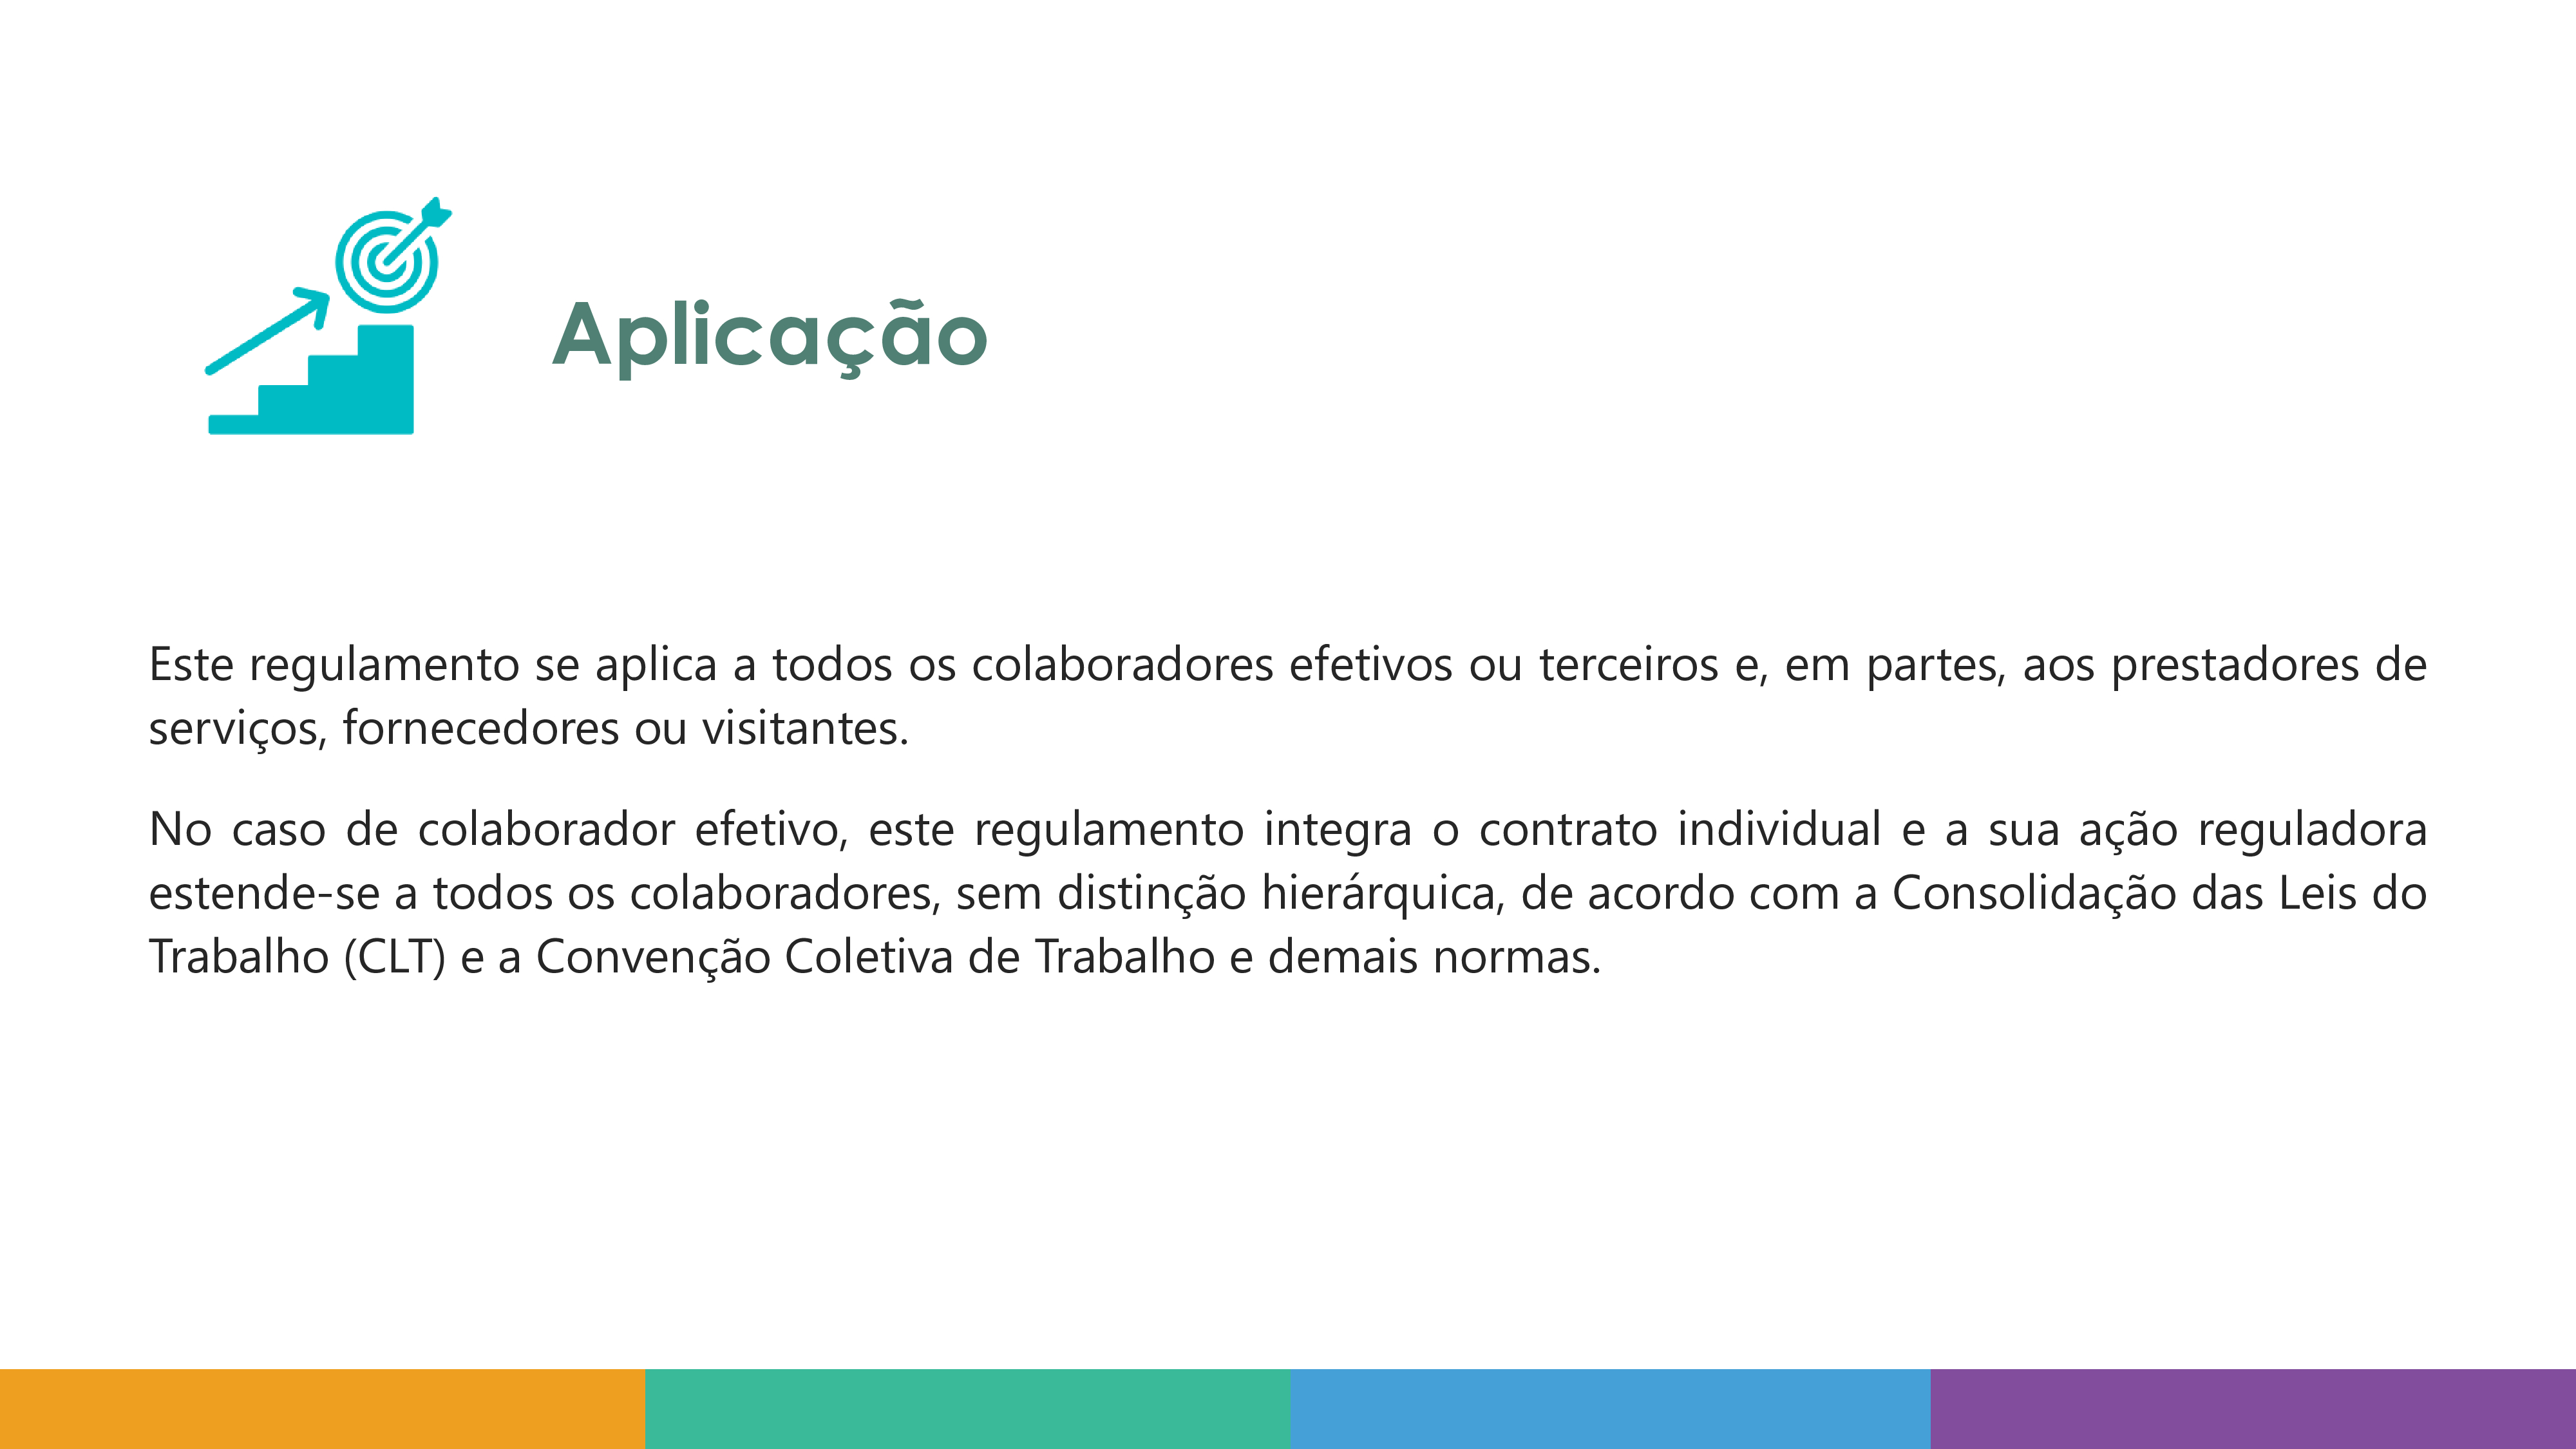 Aplicação
Este regulamento se aplica a todos os colaboradores efetivos ou terceiros e, em partes, aos prestadores de
serviços, fornecedores ou visitantes.
No caso de colaborador efetivo, este regulamento integra o contrato individual e a sua ação reguladora
estende-se a todos os colaboradores, sem distinção hierárquica, de acordo com a Consolidação das Leis do
Trabalho (CLT) e a Convenção Coletiva de Trabalho e demais normas.